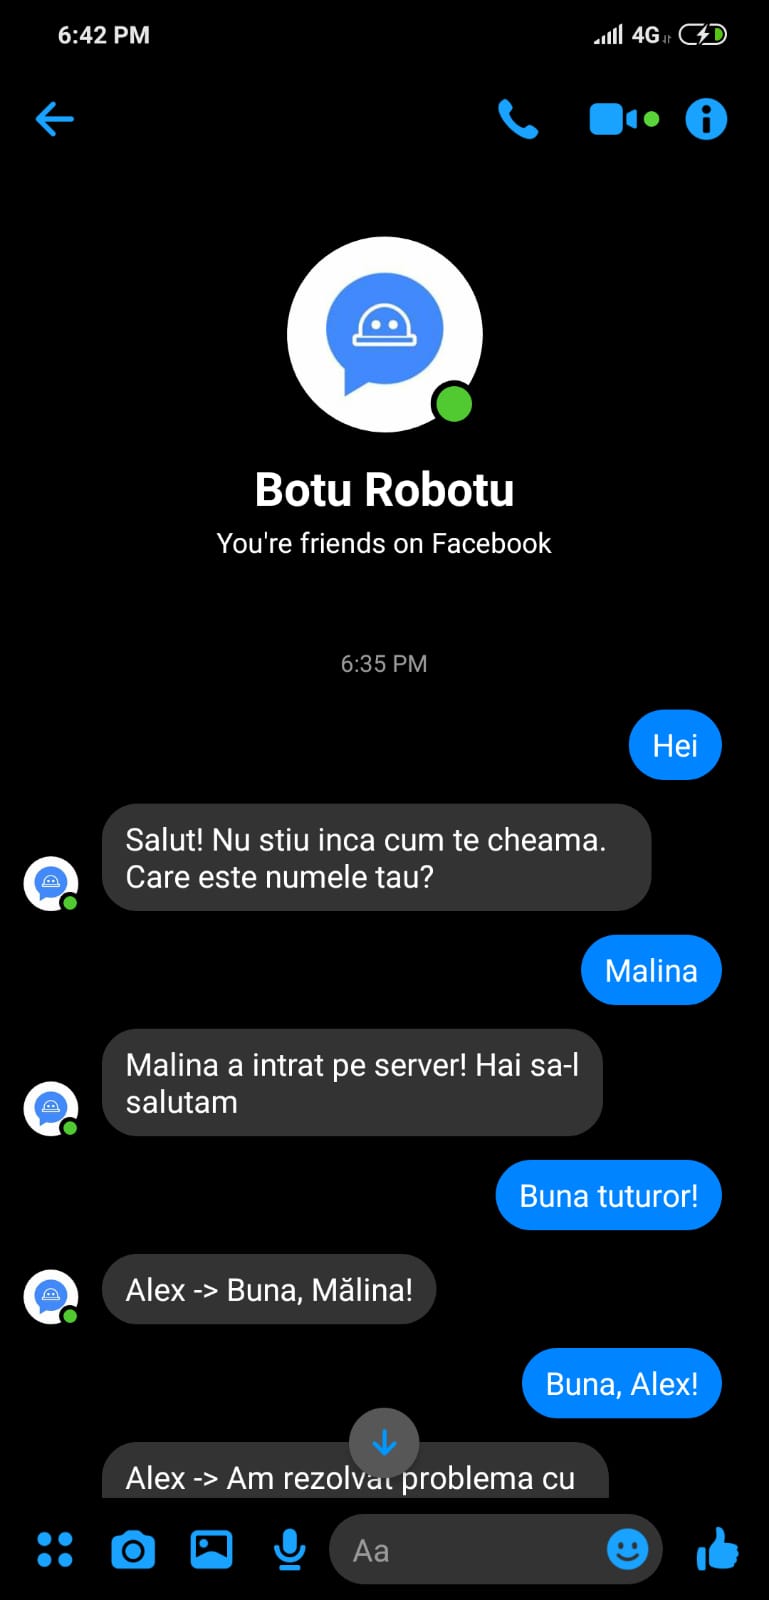 6:42 PM
4G
Botu Robotu
You're friends on Facebook
6:35 PM
Hei
Salut! Nu stiu inca cum te cheama.
Care este numele tau?
Malina
Malina a intrat pe server! Hai sa-l
salutam
Buna tuturor!
Alex -> Buna, Mălina!
Buna, Alex!
Alex -> Am rezolvat problema cu
Aa